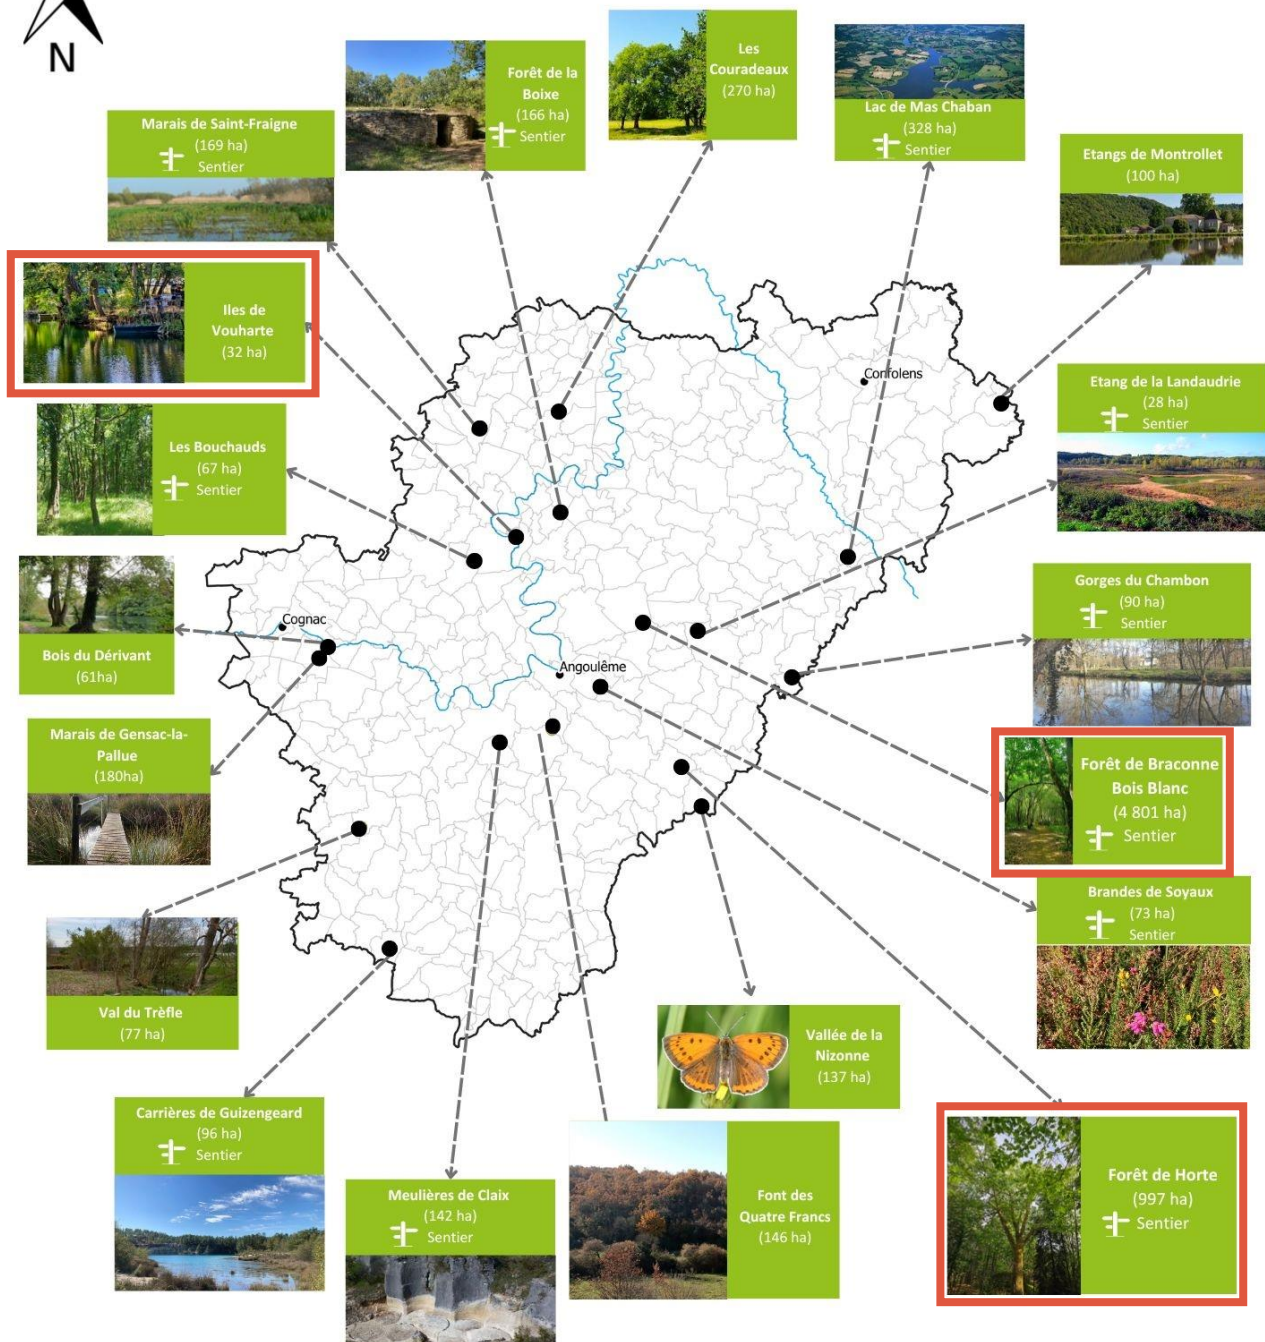 N
Les
Couradeaux
(270 ha)
Forêt de la
Boixe
(166 ha)
Sentier
Lac de Mas Chaban
(328 ha)
Sentier
Marais de Saint-Fraigne
(169 ha)
Sentier
Etangs de Montrollet
(100 ha)
Iles de
Vouharte
(32 ha)
Confolens
Etang de la Landaudrie
(28 ha)
Sentier
Les Bouchauds
(67 ha)
Sentier
Gorges du Chambon
(90 ha)
Sentier
Cognac
Bois du Dérivant
(61ha)
Angoulême
Marais de Gensac-la-
Pallue
(180ha)
Forêt de Braconne
Bois Blanc
(4 801 ha)
Sentier
Brandes de Soyaux
(73 ha)
Sentier
Val du Trèfle
(77 ha)
Vallée de la
Nizonne
(137 ha)
Carrières de Guizengeard
(96 ha)
Sentier
Meulières de Claix
(142 ha)
Sentier
Font des
Quatre Francs
(146 ha)
Forêt de Horte
(997 ha)
Sentier